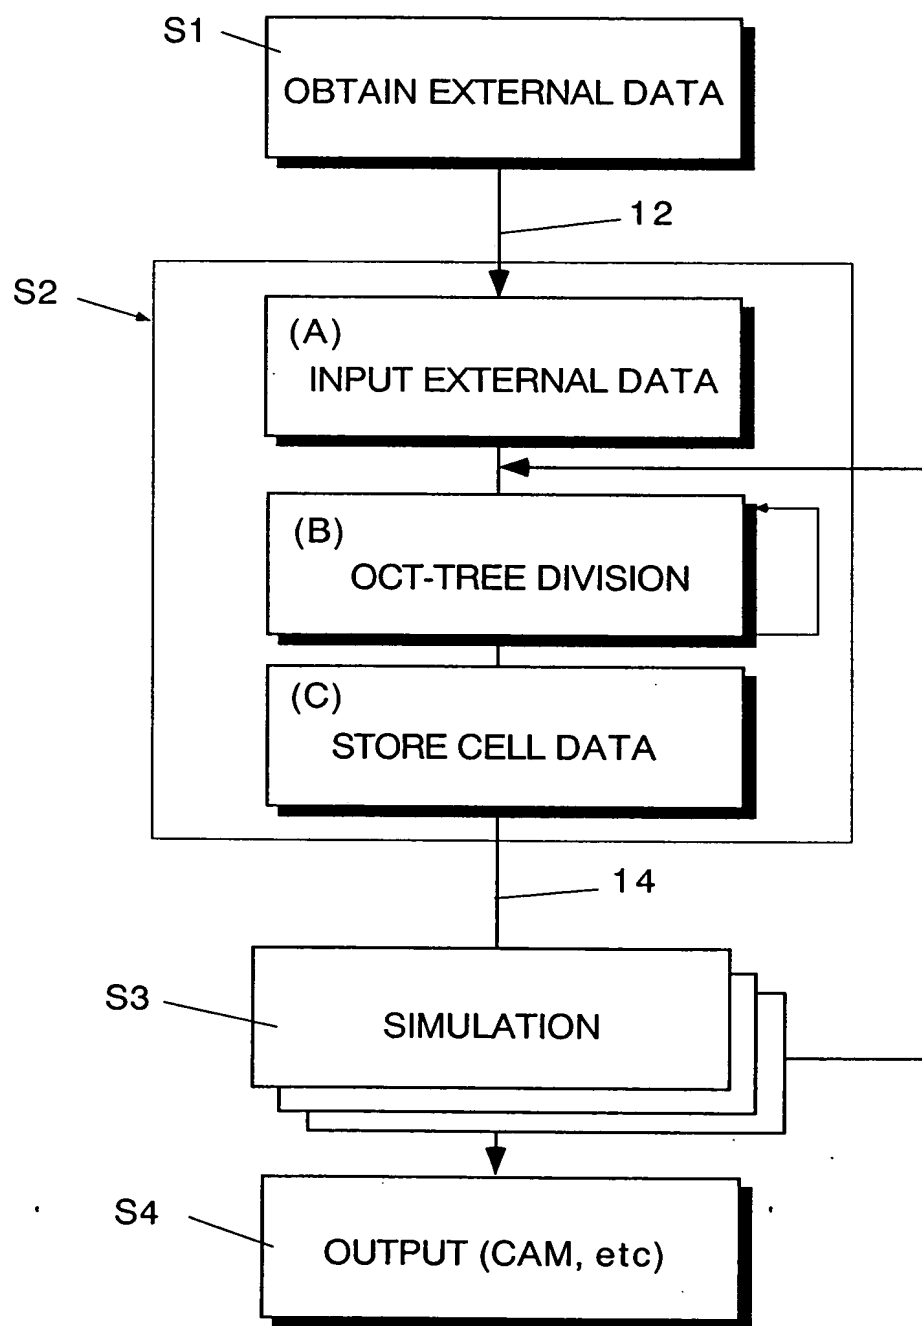 S1
OBTAIN EXTERNAL DATA
12
S2
(A)
INPUT EXTERNAL DATA
(B)
OCT-TREE DIVISION
(C)
STORE CELL DATA
14
S3
SIMULATION
S4
OUTPUT (CAM, etc)